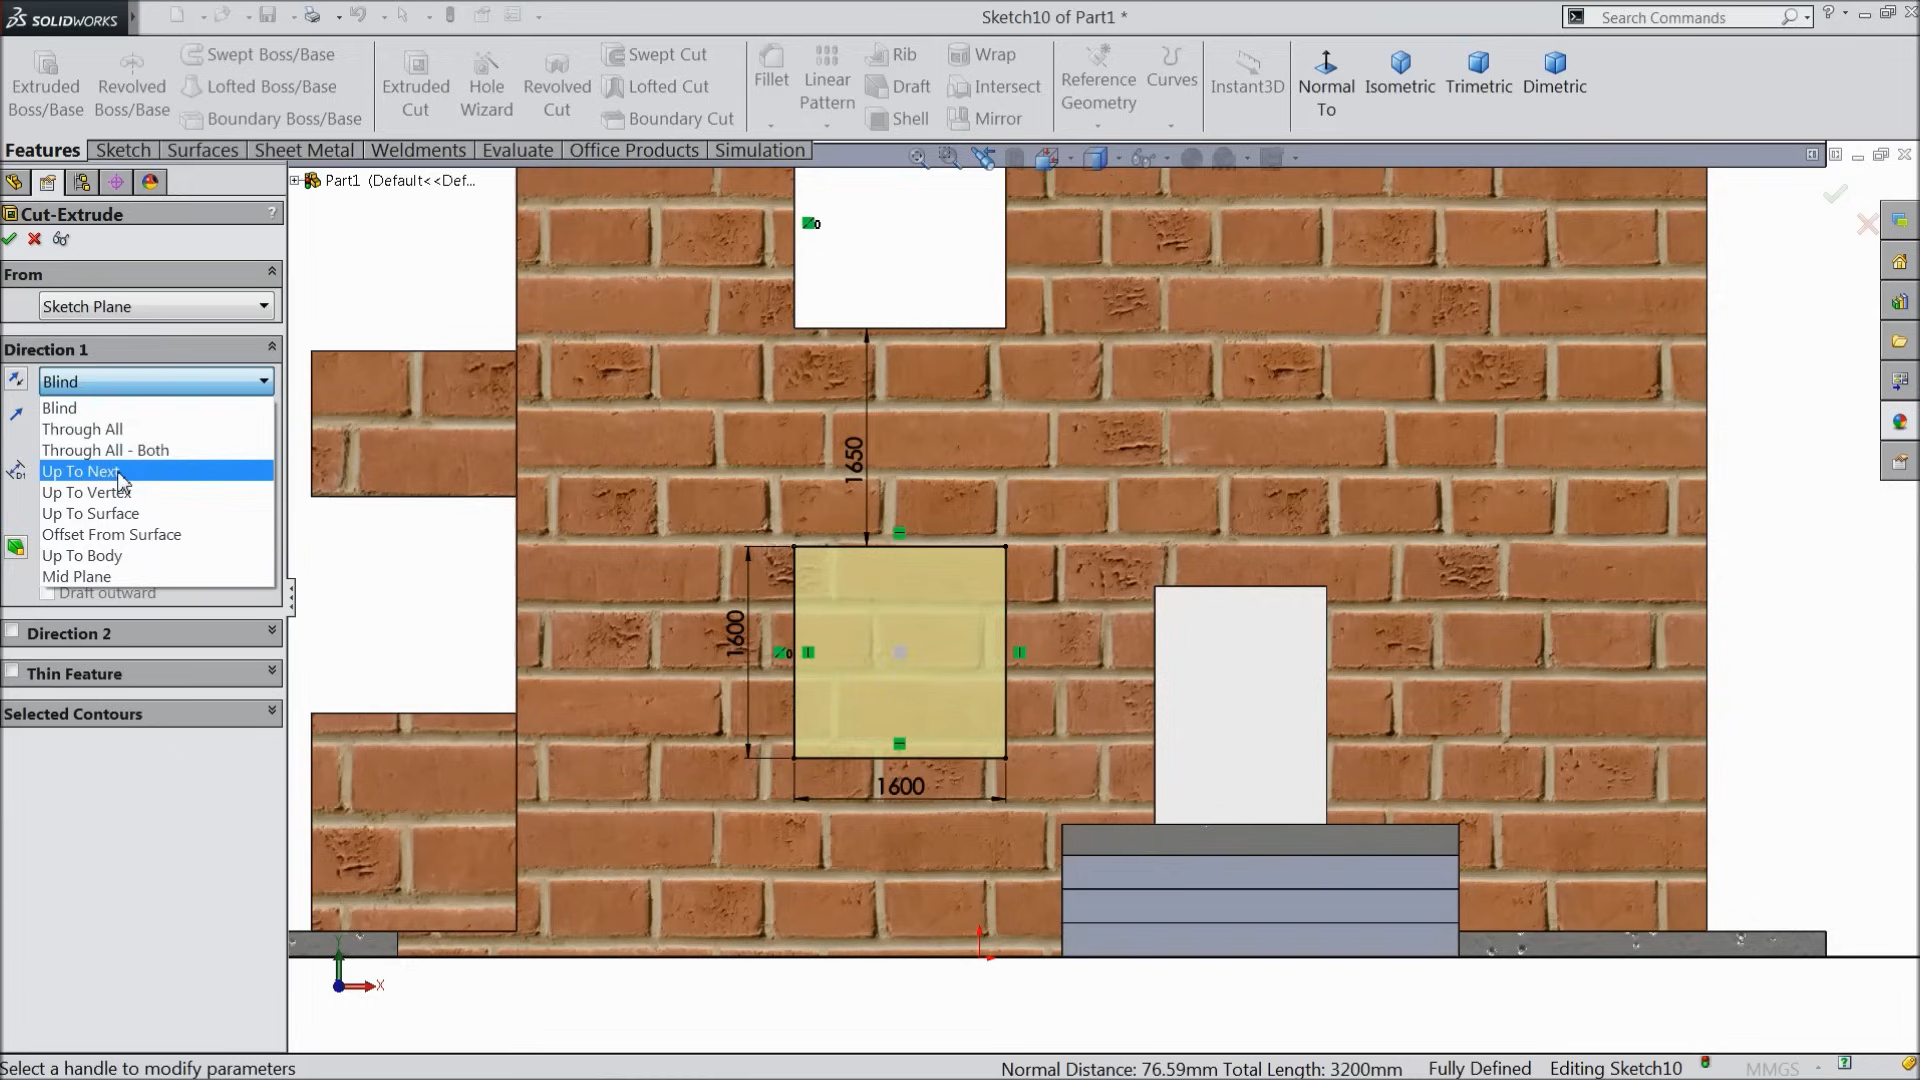 SOLIDWORKS
Sketch10 of Part1 *
Search Commands
Extruded Boss/Base
Revolved Boss/Base
Swept Boss/Base
Lofted Boss/Base
Boundary Boss/Base
Extruded Cut
Hole Wizard
Revolved Cut
Swept Cut
Lofted Cut
Boundary Cut
Fillet
Linear Pattern
Rib
Draft
Shell
Wrap
Intersect
Mirror
Reference Geometry
Curves
Instant3D
Normal To
Isometric
Trimetric
Dimetric
Features Sketch Surfaces Sheet Metal Weldments Evaluate Office Products Simulation
Part1 (Default<<Def...
Cut-Extrude ?
From
Sketch Plane
Direction 1
Blind
Blind
Through All
Through All - Both
Up To Next
Up To Vertex
Up To Surface
Offset From Surface
Up To Body
Mid Plane
Draft outward
Direction 2
Thin Feature
Selected Contours
0
1650
1600
0
1600
Y
X
Select a handle to modify parameters
Normal Distance: 76.59mm Total Length: 3200mm Fully Defined Editing Sketch10 MMGS